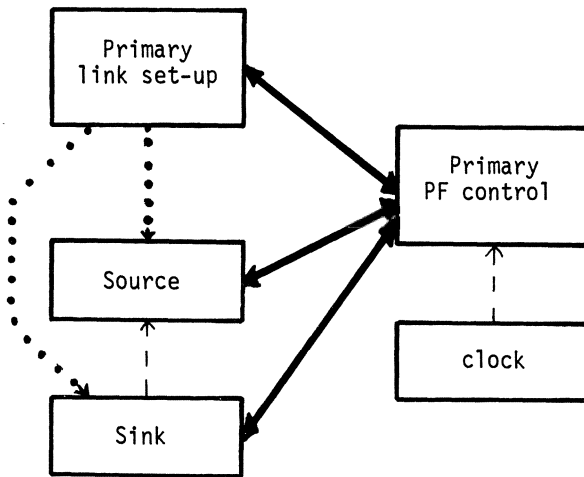 Primary
link set-up
Primary
PF control
Source
clock
Sink